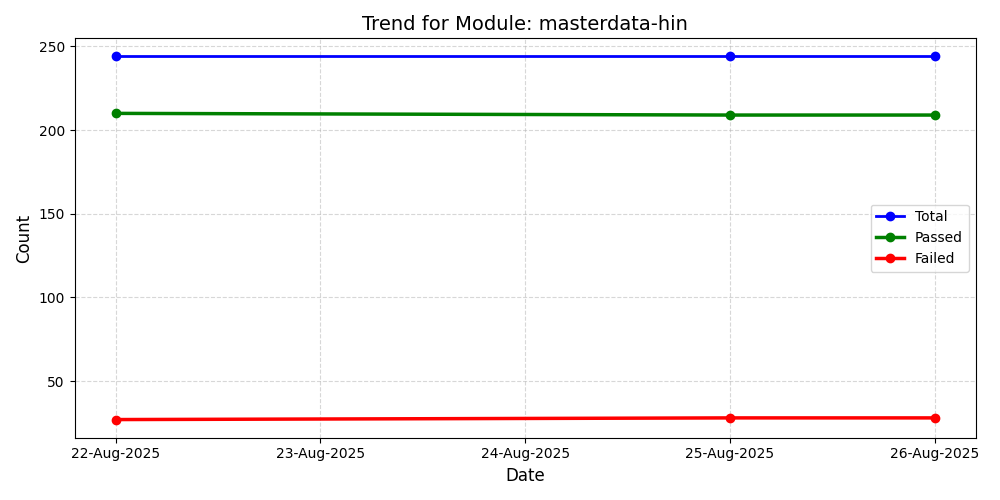 Trend for Module: masterdata-hin
250
200
150
100
50
Count
Total
Passed
Failed
22-Aug-2025 23-Aug-2025 24-Aug-2025 25-Aug-2025 26-Aug-2025
Date